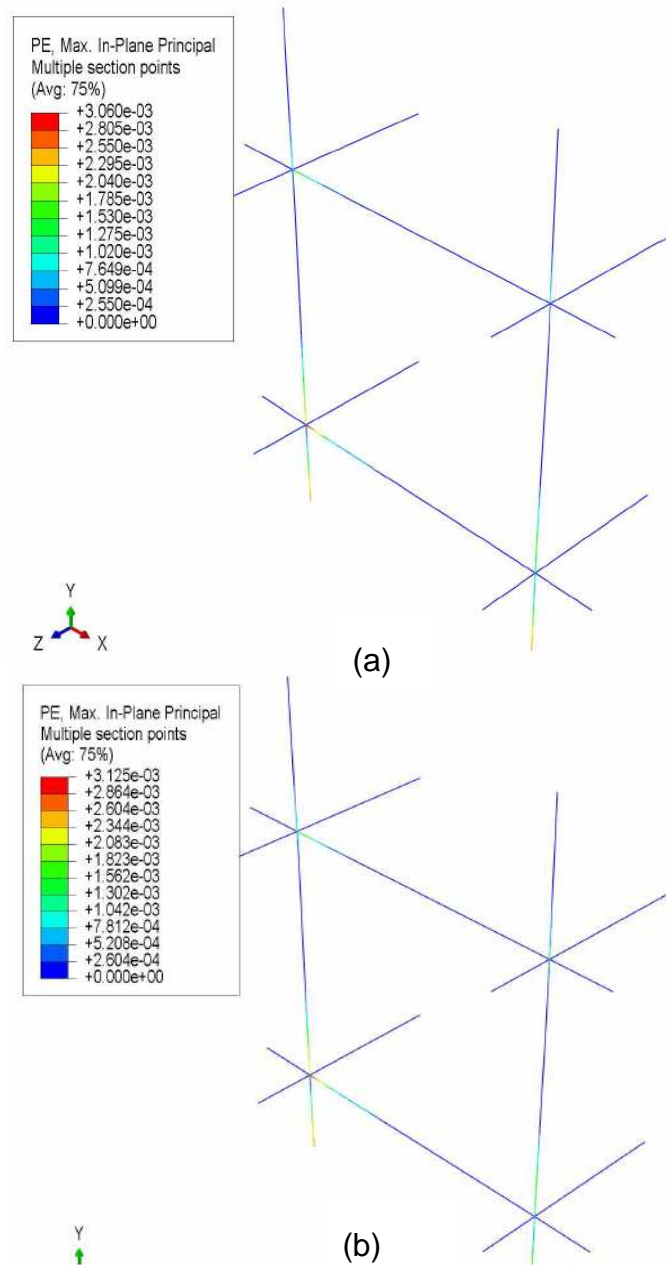 PE, Max. In-Plane Principal
Multiple section points
(Avg: 75%)
+3.060e-03
+2.805e-03
+2.550e-03
+2.295e-03
+2.040e-03
+1.785e-03
+1.530e-03
+1.275e-03
+1.020e-03
+7.649e-04
+5.099e-04
+2.550e-04
+0.000e+00
Y
Z X
(a)
PE, Max. In-Plane Principal
Multiple section points
(Avg: 75%)
+3.125e-03
+2.864e-03
+2.604e-03
+2.344e-03
+2.083e-03
+1.823e-03
+1.562e-03
+1.302e-03
+1.042e-03
+7.812e-04
+5.208e-04
+2.604e-04
+0.000e+00
Y
(b)